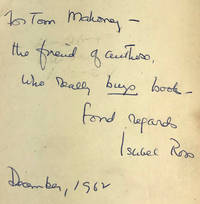 To Tom Mahoney —
the friend of authors,
who really buys books —
fond regards
Isabel Ross
December, 1962